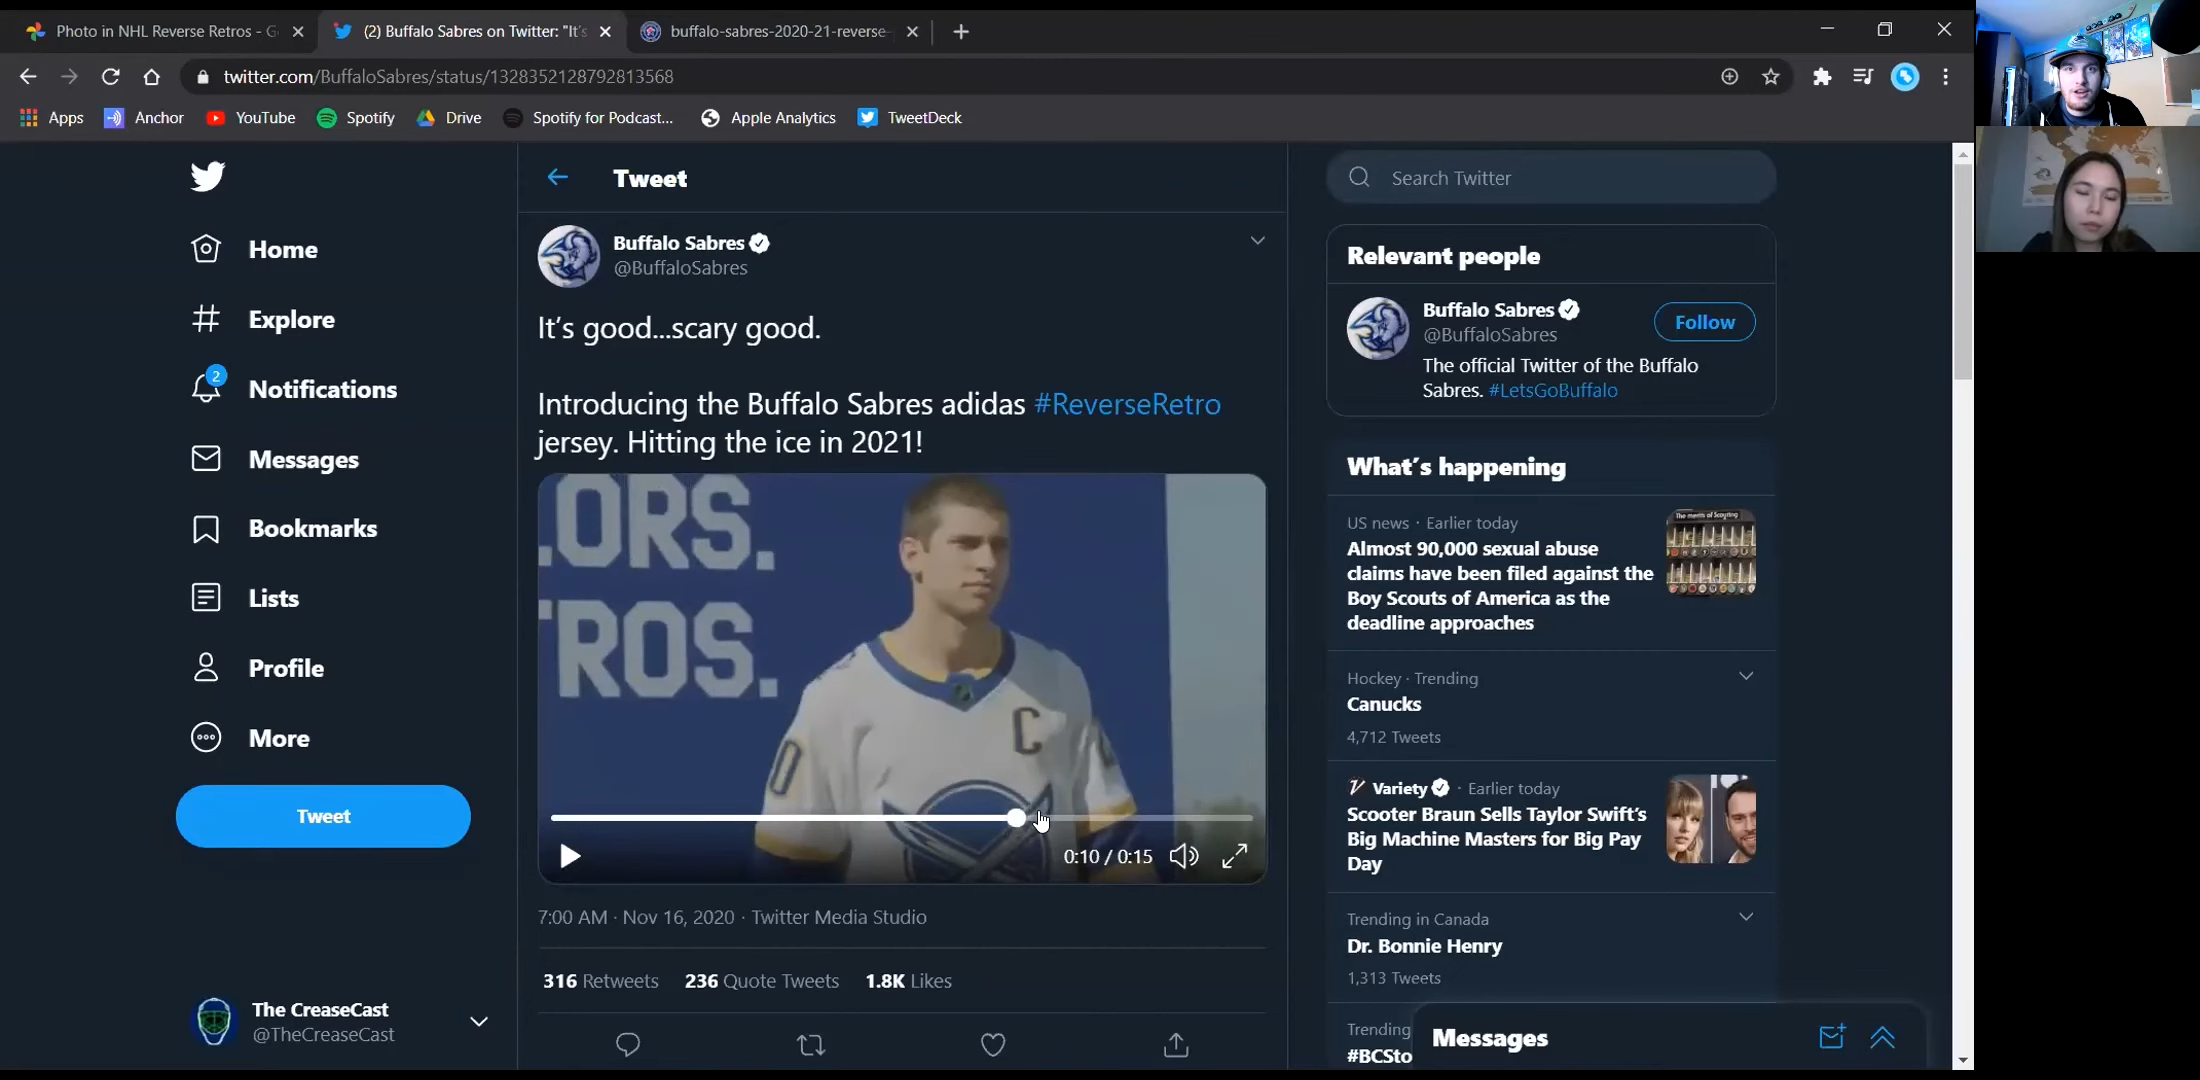 Photo in NHL Reverse Retros - G
(2) Buffalo Sabres on Twitter: "It's
buffalo-sabres-2020-21-reverse-
twitter.com/BuffaloSabres/status/1328352128792813568
Apps
Anchor
YouTube
Spotify
Drive
Spotify for Podcast...
Apple Analytics
TweetDeck
Home
Explore
2
Notifications
Messages
Bookmarks
Lists
Profile
More
Tweet
The CreaseCast
@TheCreaseCast
Tweet
Buffalo Sabres
@BuffaloSabres
It's good...scary good.
Introducing the Buffalo Sabres adidas #ReverseRetro
jersey. Hitting the ice in 2021!
ORS.
TROS.
C
0:10 / 0:15
7:00 AM · Nov 16, 2020 · Twitter Media Studio
316 Retweets 236 Quote Tweets 1.8K Likes
Search Twitter
Relevant people
Buffalo Sabres
@BuffaloSabres
Follow
The official Twitter of the Buffalo
Sabres. #LetsGoBuffalo
What's happening
US news · Earlier today
Almost 90,000 sexual abuse
claims have been filed against the
Boy Scouts of America as the
deadline approaches
Hockey · Trending
Canucks
4,712 Tweets
Variety · Earlier today
Scooter Braun Sells Taylor Swift's
Big Machine Masters for Big Pay
Day
Trending in Canada
Dr. Bonnie Henry
1,313 Tweets
Trending
#BCSto
Messages